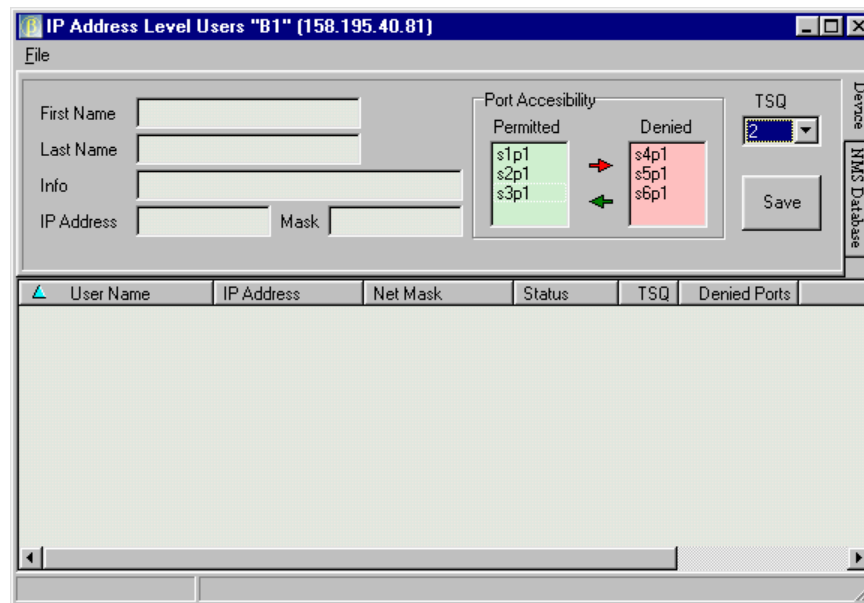 β IP Address Level Users "B1" (158.195.40.81)
File
First Name
Last Name
Info
IP Address Mask
Port Accesibility
Permitted Denied
s1p1 s4p1
s2p1 s5p1
s3p1 s6p1
TSQ
2
Save
Device
NMS Database
User Name IP Address Net Mask Status TSQ Denied Ports